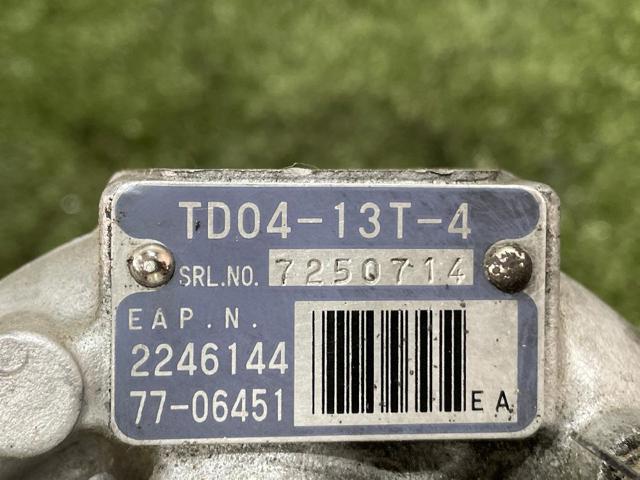 TD04-13T-4
SRL.NO. 7250714
EAP.N.
2246144
77-06451
EA